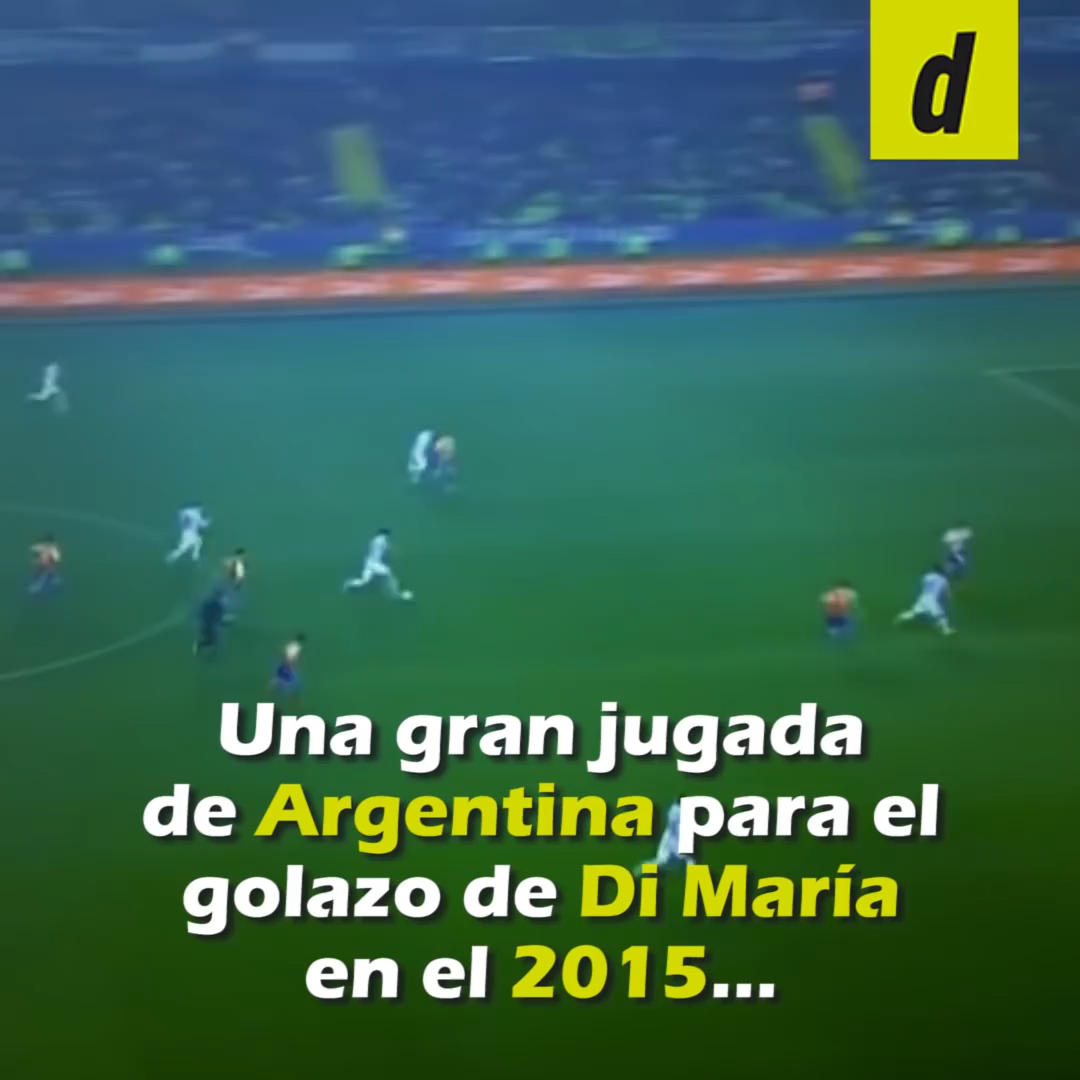 d
Una gran jugada
de Argentina para el
golazo de Di María
en el 2015...